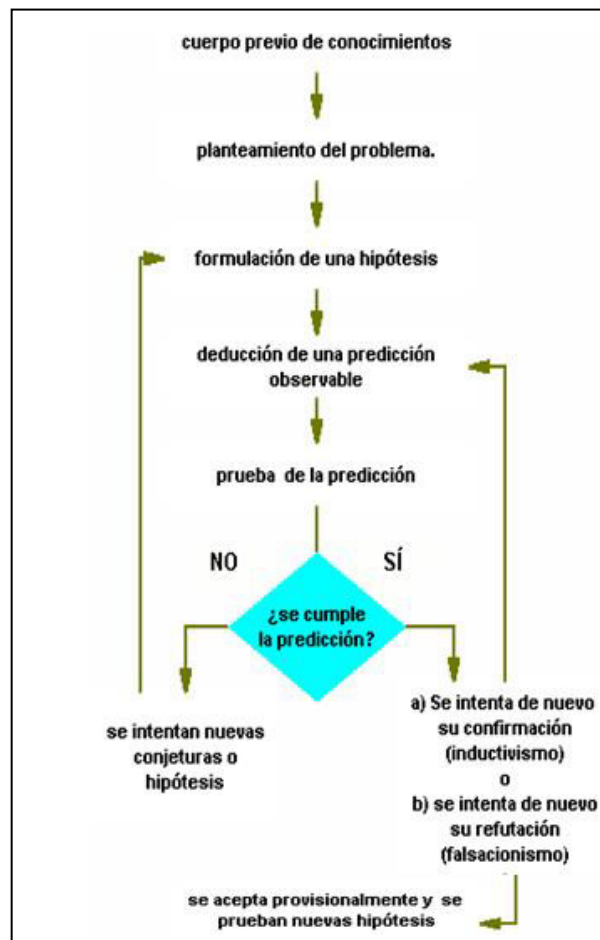 cuerpo previo de conocimientos
planteamiento del problema.
formulación de una hipótesis
deducción de una predicción
observable
prueba de la predicción
NO
SÍ
¿se cumple
la predicción?
se intentan nuevas
conjeturas o
hipótesis
a) Se intenta de nuevo
su confirmación
(inductivismo)
o
b) se intenta de nuevo
su refutación
(falsacionismo)
se acepta provisionalmente y se
prueban nuevas hipótesis